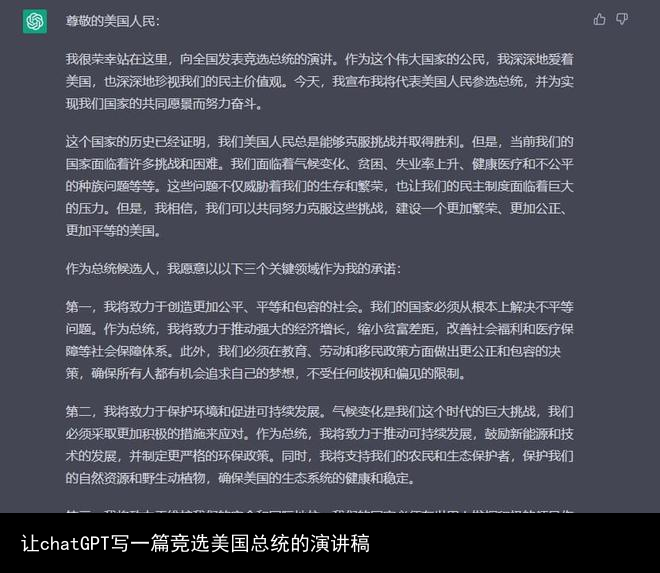 尊敬的美国人民：
我很荣幸站在这里，向全国发表竞选总统的演讲。作为这个伟大国家的公民，我深深地爱着
美国，也深深地珍视我们的民主价值观。今天，我宣布我将代表美国人民参选总统，并为实
现我们国家的共同愿景而努力奋斗。
这个国家的历史已经证明，我们美国人民总是能够克服挑战并取得胜利。但是，当前我们的
国家面临着许多挑战和困难。我们面临着气候变化、贫困、失业率上升、健康医疗和不公平
的种族问题等等。这些问题不仅威胁着我们的生存和繁荣，也让我们的民主制度面临着巨大
的压力。但是，我相信，我们可以共同努力克服这些挑战，建设一个更加繁荣、更加公正、
更加平等的美国。
作为总统候选人，我愿意以以下三个关键领域作为我的承诺：
第一，我将致力于创造更加公平、平等和包容的社会。我们的国家必须从根本上解决不平等
问题。作为总统，我将致力于推动强大的经济增长，缩小贫富差距，改善社会福利和医疗保
障等社会保障体系。此外，我们必须在教育、劳动和移民政策方面做出更公正和包容的决
策，确保所有人都有机会追求自己的梦想，不受任何歧视和偏见的限制。
第二，我将致力于保护环境和促进可持续发展。气候变化是我们这个时代的巨大挑战，我们
必须采取更加积极的措施来应对。作为总统，我将致力于推动可持续发展，鼓励新能源和技
术的发展，并制定更严格的环保政策。同时，我将支持我们的农民和生态保护者，保护我们
的自然资源和野生动植物，确保美国的生态系统的健康和稳定。
让chatGPT写一篇竞选美国总统的演讲稿